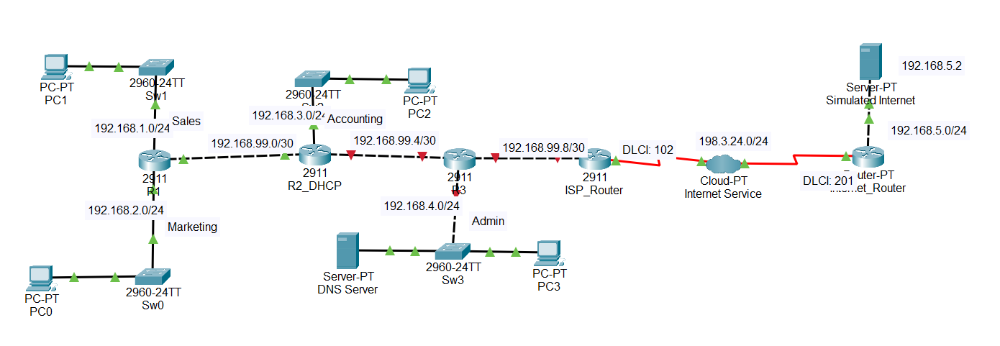 PC-PT
PC1
2960-24TT
Sw1
192.168.1.0/24
Sales
2911
R1
192.168.2.0/24
Marketing
PC-PT
PC0
2960-24TT
Sw0
192.168.99.0/30
2960-24TT
PC-PT
PC2
192.168.3.0/24
Accounting
2911
R2_DHCP
192.168.99.4/30
2911
R3
192.168.4.0/24
Admin
Server-PT
DNS Server
2960-24TT
Sw3
PC-PT
PC3
192.168.99.8/30
2911
ISP_Router
DLCI: 102
198.3.24.0/24
Cloud-PT
Internet Service
DLCI: 201
192.168.5.2
Server-PT
Simulated Internet
192.168.5.0/24